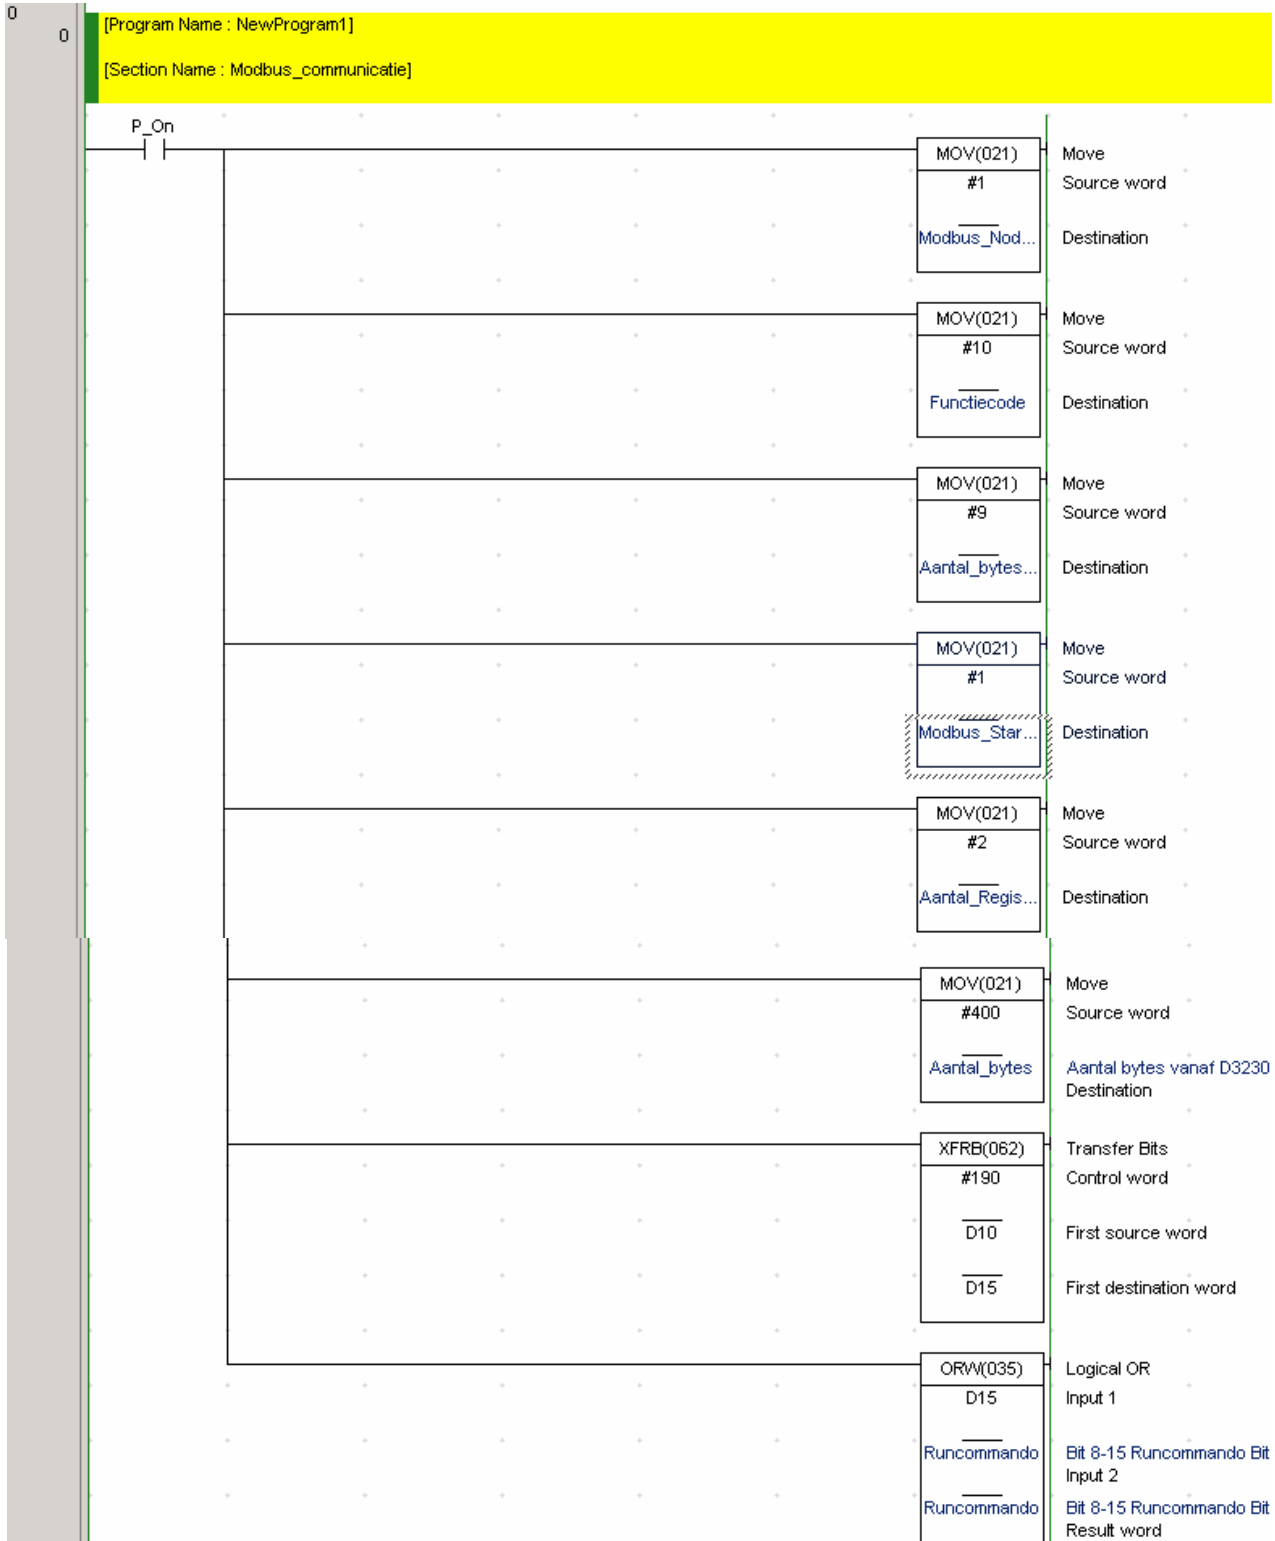 0
0
[Program Name : NewProgram1]
[Section Name : Modbus_communicatie]
P_On
MOV(021) Move
#1 Source word
Modbus_Nod... Destination
MOV(021) Move
#10 Source word
Functiecode Destination
MOV(021) Move
#9 Source word
Aantal_bytes... Destination
MOV(021) Move
#1 Source word
Modbus_Star... Destination
MOV(021) Move
#2 Source word
Aantal_Regis... Destination
MOV(021) Move
#400 Source word
Aantal_bytes Aantal bytes vanaf D3230
Destination
XFRB(062) Transfer Bits
#190 Control word
D10 First source word
D15 First destination word
ORW(035) Logical OR
D15 Input 1
Runcommando Bit 8-15 Runcommando Bit
Input 2
Runcommando Bit 8-15 Runcommando Bit
Result word